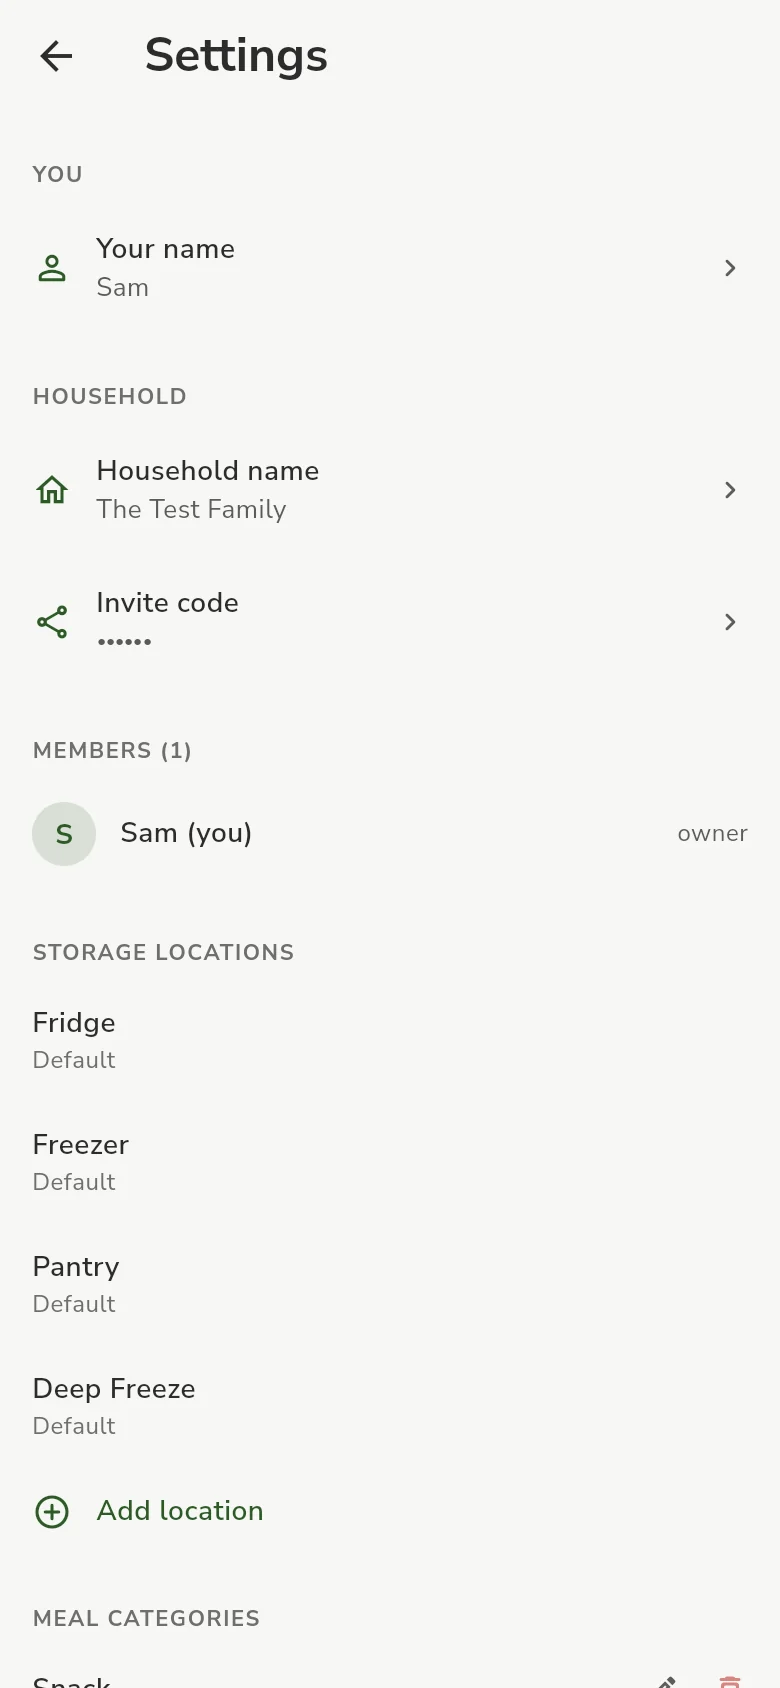 Settings
YOU
Your name
Sam
HOUSEHOLD
Household name
The Test Family
Invite code
••••••
MEMBERS (1)
S
Sam (you)
owner
STORAGE LOCATIONS
Fridge
Default
Freezer
Default
Pantry
Default
Deep Freeze
Default
Add location
MEAL CATEGORIES
Snack